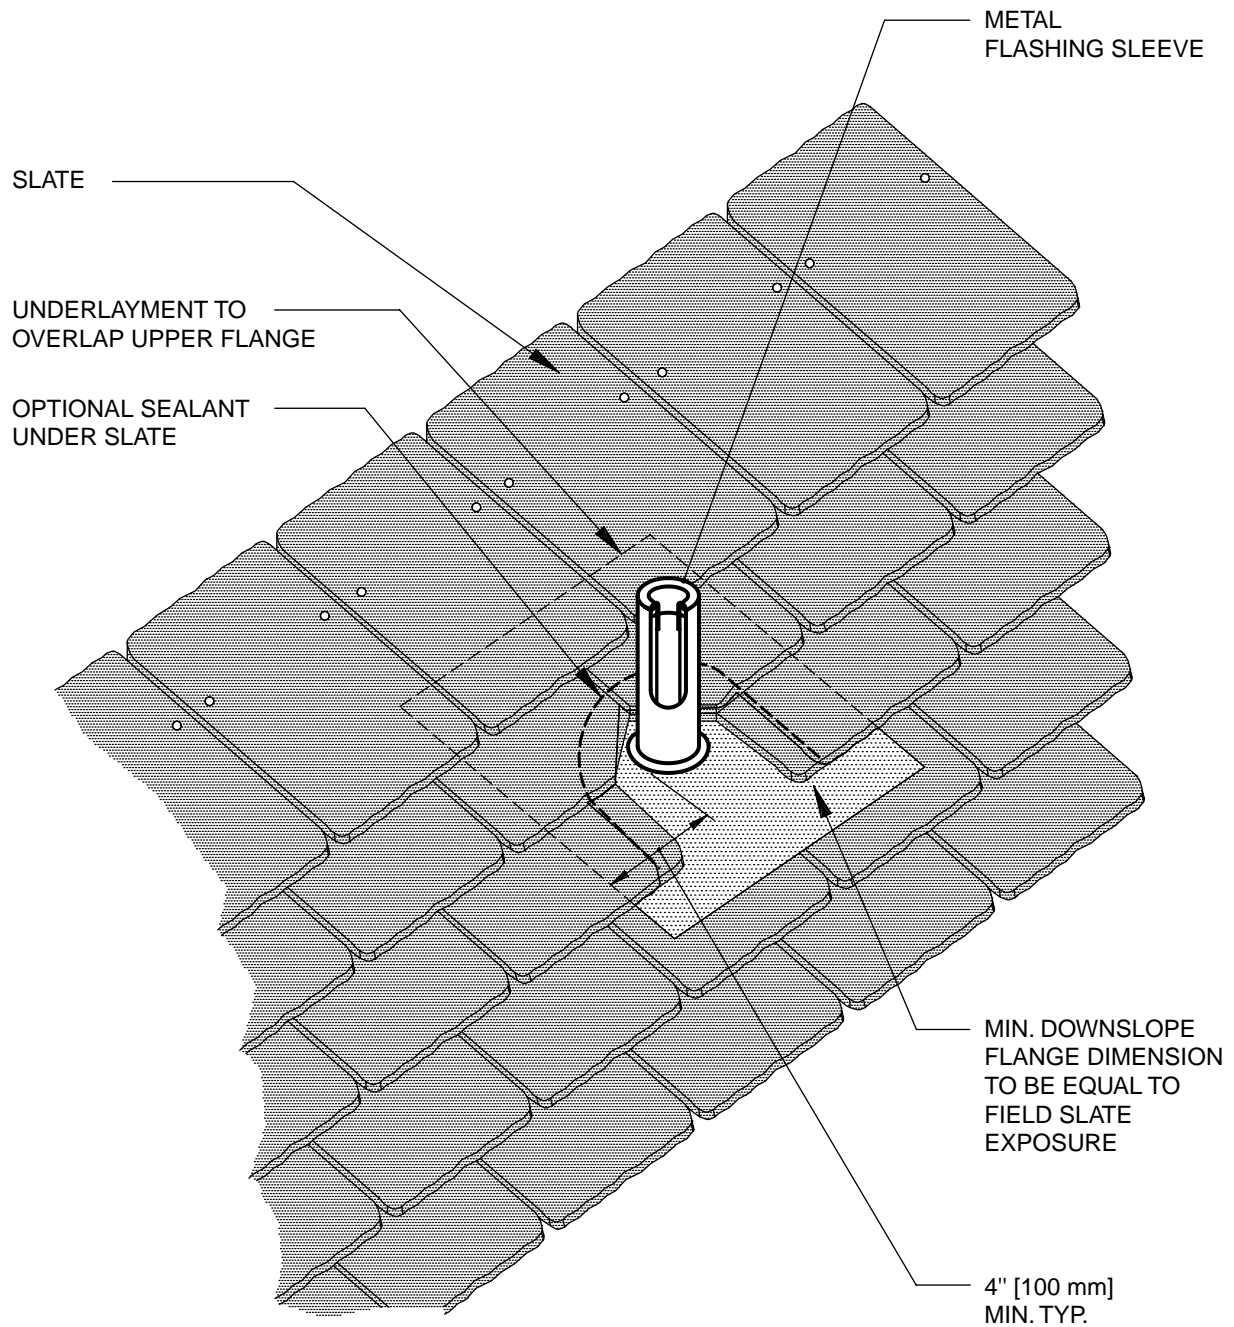 METAL
FLASHING SLEEVE
SLATE
UNDERLAYMENT TO
OVERLAP UPPER FLANGE
OPTIONAL SEALANT
UNDER SLATE
MIN. DOWNSLOPE
FLANGE DIMENSION
TO BE EQUAL TO
FIELD SLATE
EXPOSURE
4" [100 mm]
MIN. TYP.